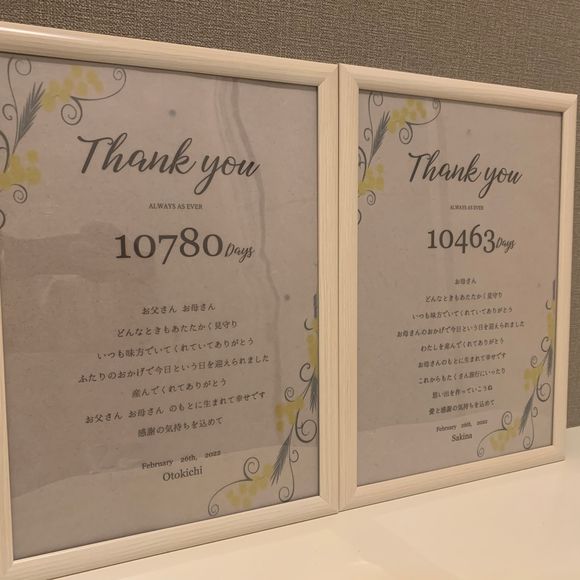 Thank you
ALWAYS AS EVER
10780 Days
お父さん お母さん
どんなときもあたたかく見守り
いつも味方でいてくれていてありがとう
ふたりのおかげで今日という日を迎えられました
産んでくれてありがとう
お父さん お母さん のもとに生まれて幸せです
感謝の気持ちを込めて
February 26th, 2022
Otokichi
Thank you
ALWAYS AS EVER
10463 Days
お母さん
どんなときもあたたかく見守り
いつも味方でいてくれてありがとう
お母さんのおかげで今日という日を迎えられました
わたしを産んでくれてありがとう
お母さんのもとに生まれて幸せです
これからもたくさん旅行にいったり
思い出を作っていこうね
愛と感謝の気持ちを込めて
February 26th, 2022
Sakina